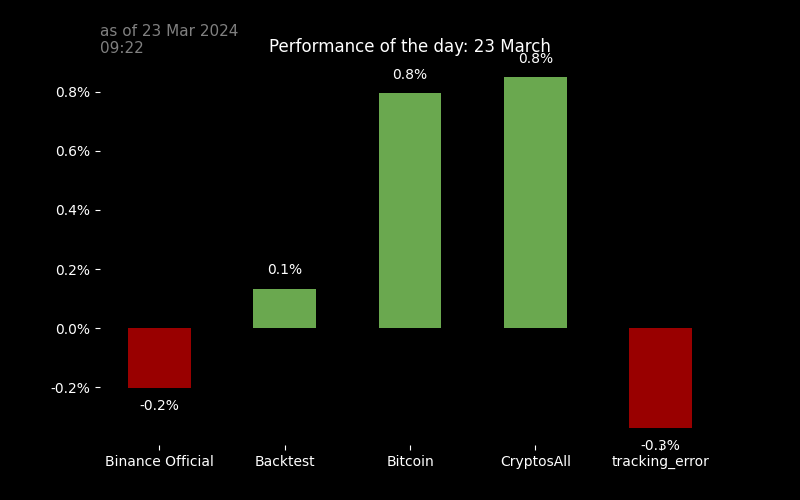 as of 23 Mar 2024
09:22
Performance of the day: 23 March
0.8%
0.8%
0.8%
0.6%
0.4%
0.2%
0.1%
0.0%
-0.2%
-0.2%
-0.3%
Binance Official
Backtest
Bitcoin
CryptosAll
tracking_error